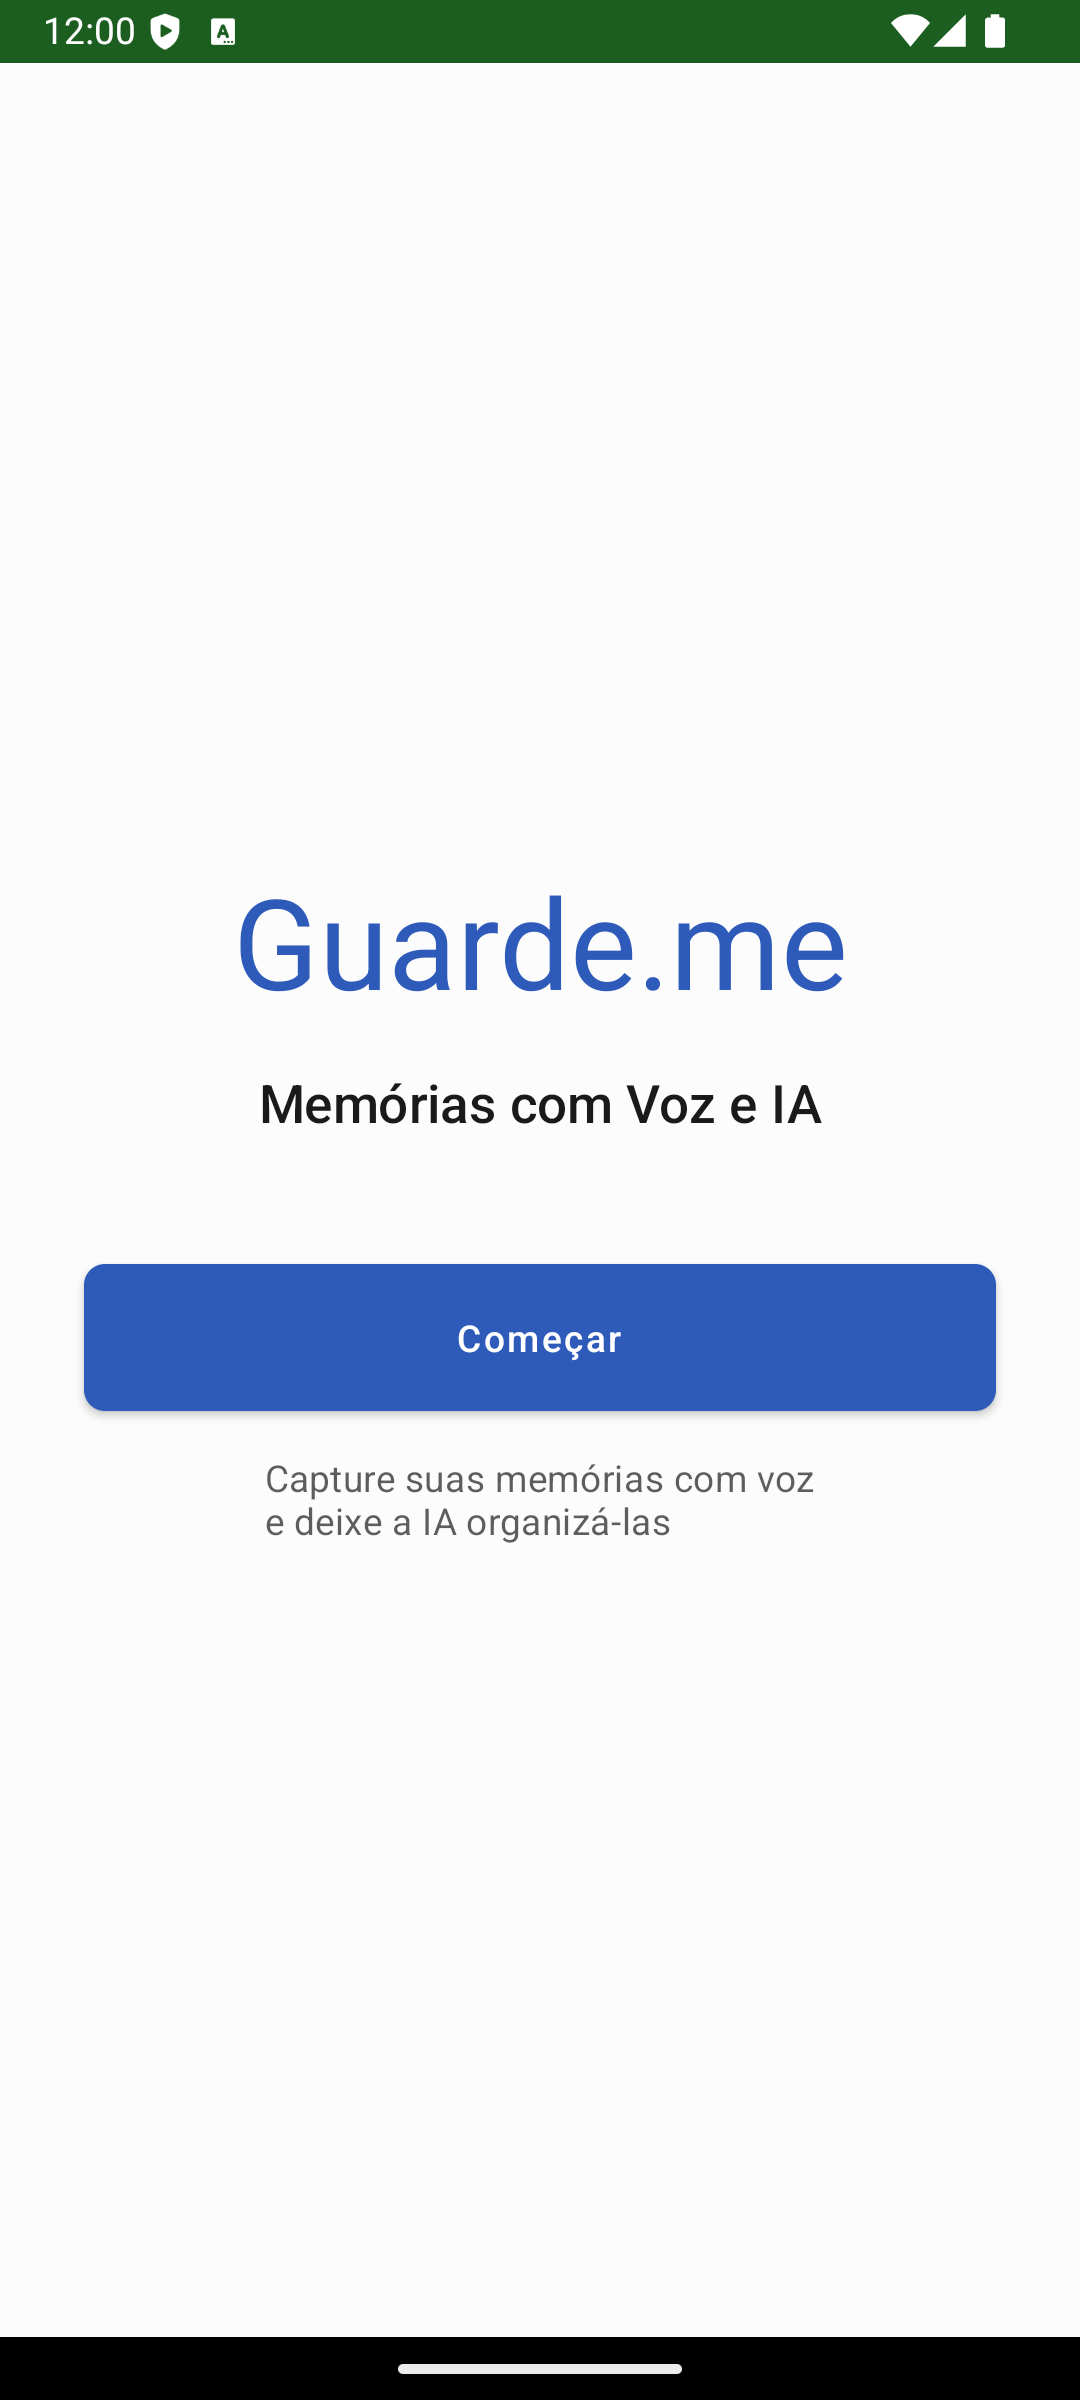 12:00
Guarde.me
Memórias com Voz e IA
Começar
Capture suas memórias com voz
e deixe a IA organizá-las